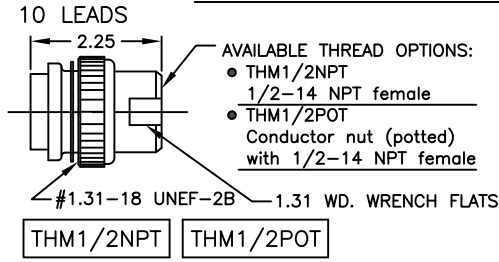 10 LEADS
2.25
AVAILABLE THREAD OPTIONS:
THM1/2NPT
1/2-14 NPT female
THM1/2POT
Conductor nut (potted)
with 1/2-14 NPT female
#1.31-18 UNEF-2B
1.31 WD. WRENCH FLATS
THM1/2NPT
THM1/2POT